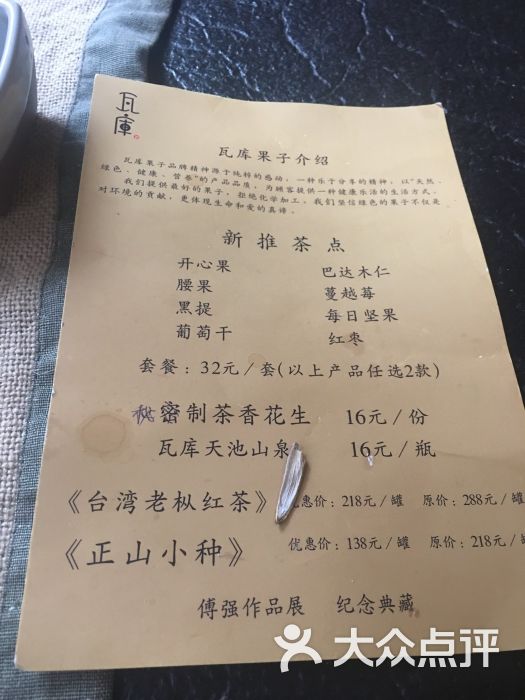 瓦庫
瓦库果子介绍
瓦库果子品牌精神源于纯粹的感动，一种乐于分享的精神，以"天然、
绿色、健康、营养"的产品品质，为顾客提供一种健康乐活的生活方式。
我们提供最好的果子，拒绝化学加工，我们坚信绿色的果子不仅是
对环境的贡献，更体现生命和爱的真谛。
新推茶点
开心果 巴达木仁
腰果 蔓越莓
黑提 每日坚果
葡萄干 红枣
套餐：32元／套(以上产品任选2款)
秘密制茶香花生 16元／份
瓦库天池山泉 16元／瓶
《台湾老枞红茶》 优惠价：218元／罐 原价：288元／罐
《正山小种》 优惠价：138元／罐 原价：218元／罐
傅强作品展 纪念典藏
大众点评